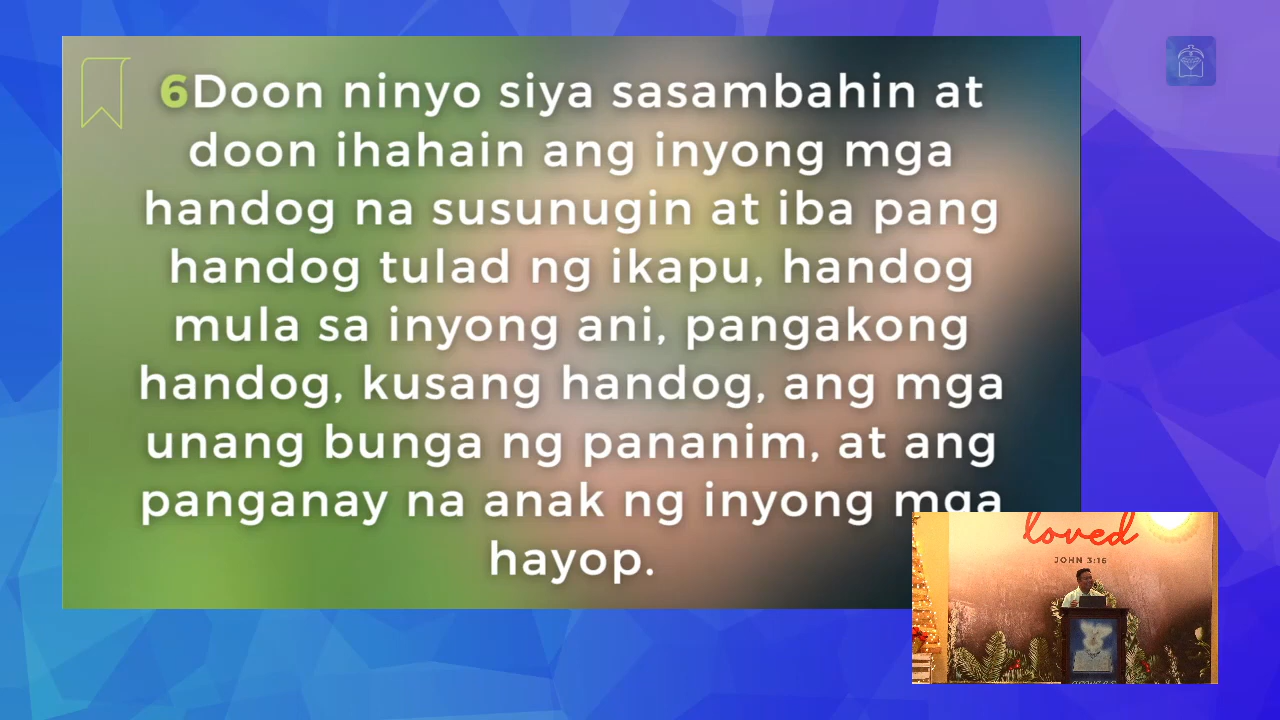 6Doon ninyo siya sasambahin at
doon ihahain ang inyong mga
handog na susunugin at iba pang
handog tulad ng ikapu, handog
mula sa inyong ani, pangakong
handog, kusang handog, ang mga
unang bunga ng pananim, at ang
panganay na anak ng inyong mga
hayop.
loved
JOHN 3:16